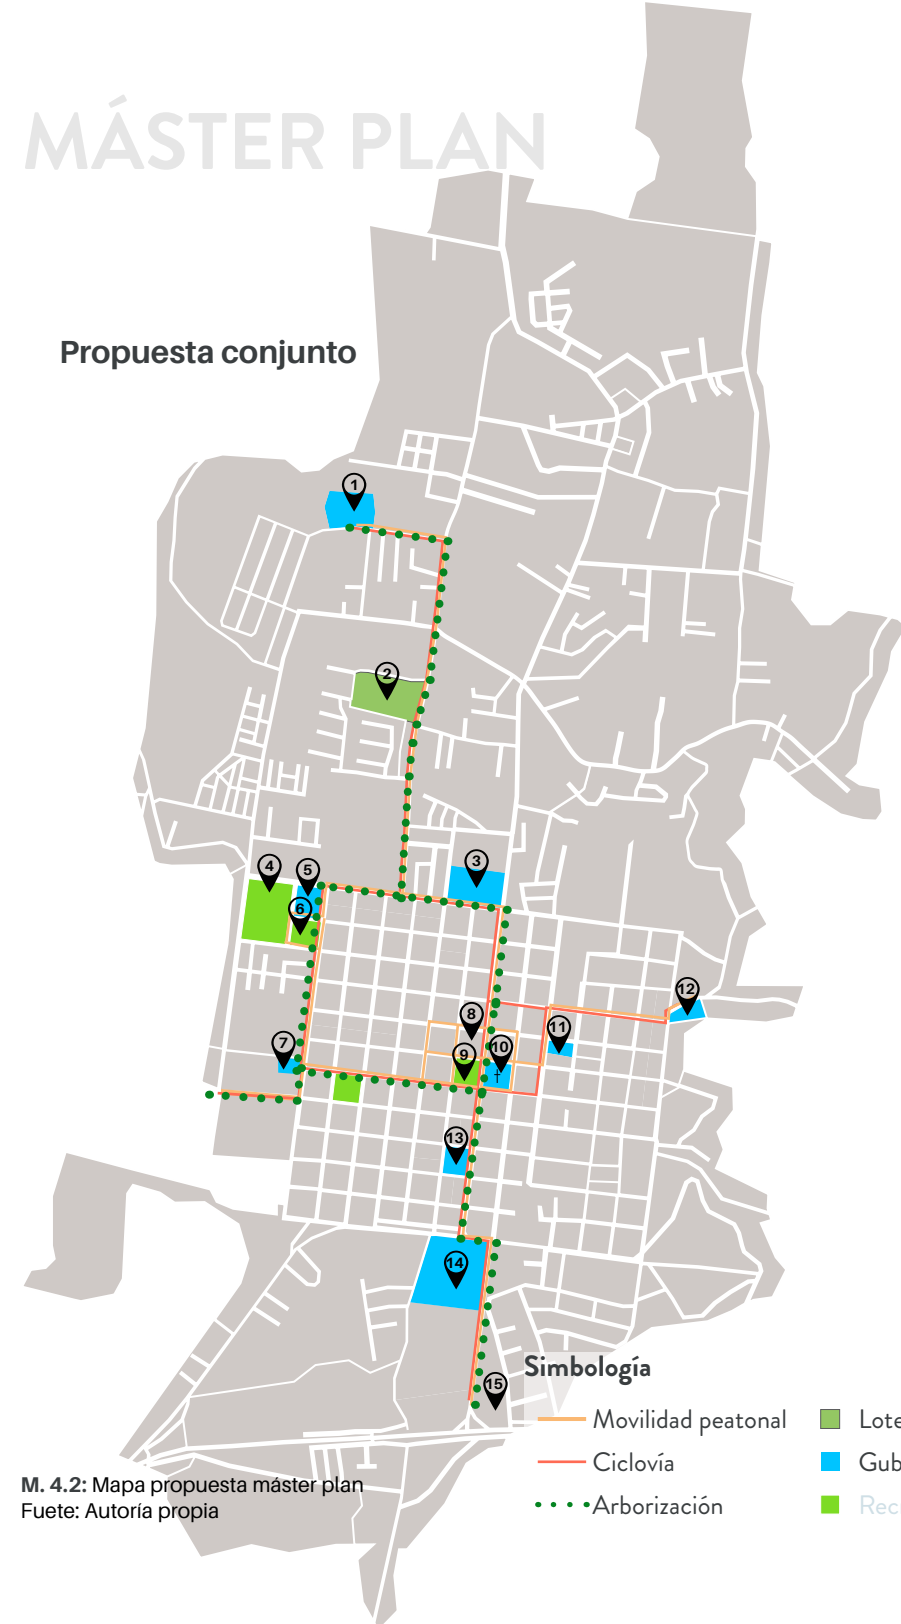 MÁSTER PLAN
Propuesta conjunto
1
2
3
4
5
6
7
8
9
10
11
12
13
14
15
Simbología
Movilidad peatonal
Lote
Ciclovía
Gub
Arborización
Rec
M. 4.2: Mapa propuesta máster plan
Fuete: Autoría propia